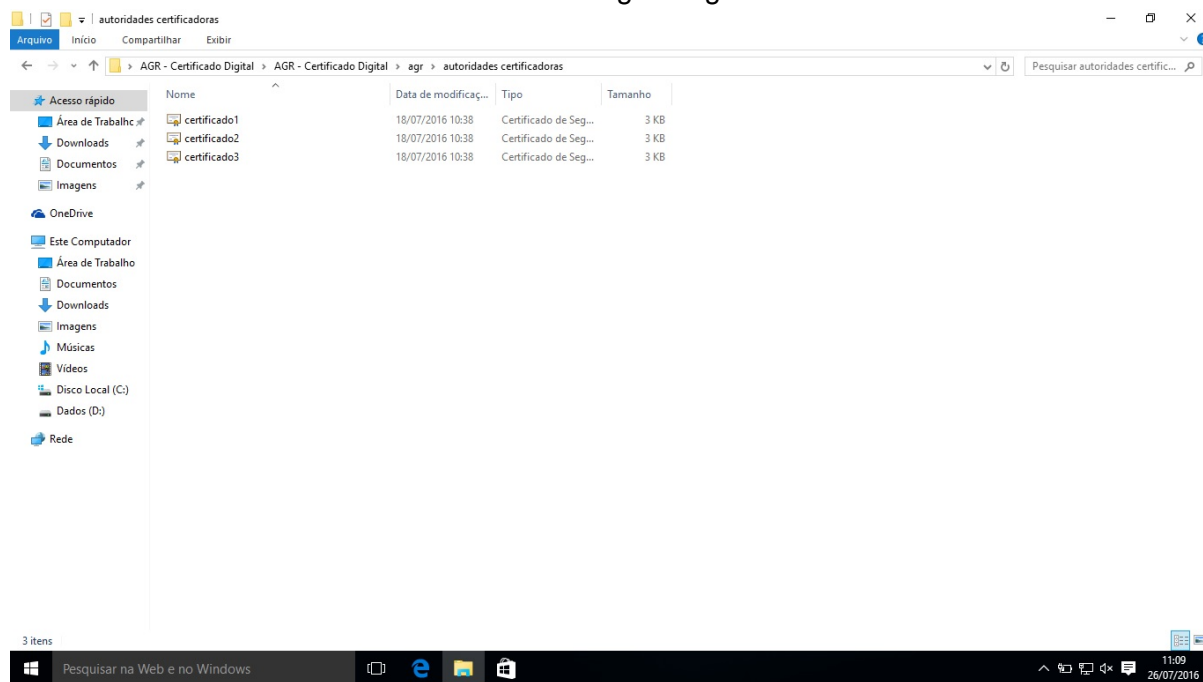 autoridades certificadoras
Arquivo Início Compartilhar Exibir
AGR - Certificado Digital > AGR - Certificado Digital > agr > autoridades certificadoras
Pesquisar autoridades certific...
Nome Data de modificaç... Tipo Tamanho
certificado1 18/07/2016 10:38 Certificado de Seg... 3 KB
certificado2 18/07/2016 10:38 Certificado de Seg... 3 KB
certificado3 18/07/2016 10:38 Certificado de Seg... 3 KB
Acesso rápido
Área de Trabalhc
Downloads
Documentos
Imagens
OneDrive
Este Computador
Área de Trabalho
Documentos
Downloads
Imagens
Músicas
Vídeos
Disco Local (C:)
Dados (D:)
Rede
3 itens
Pesquisar na Web e no Windows
11:09
26/07/2016